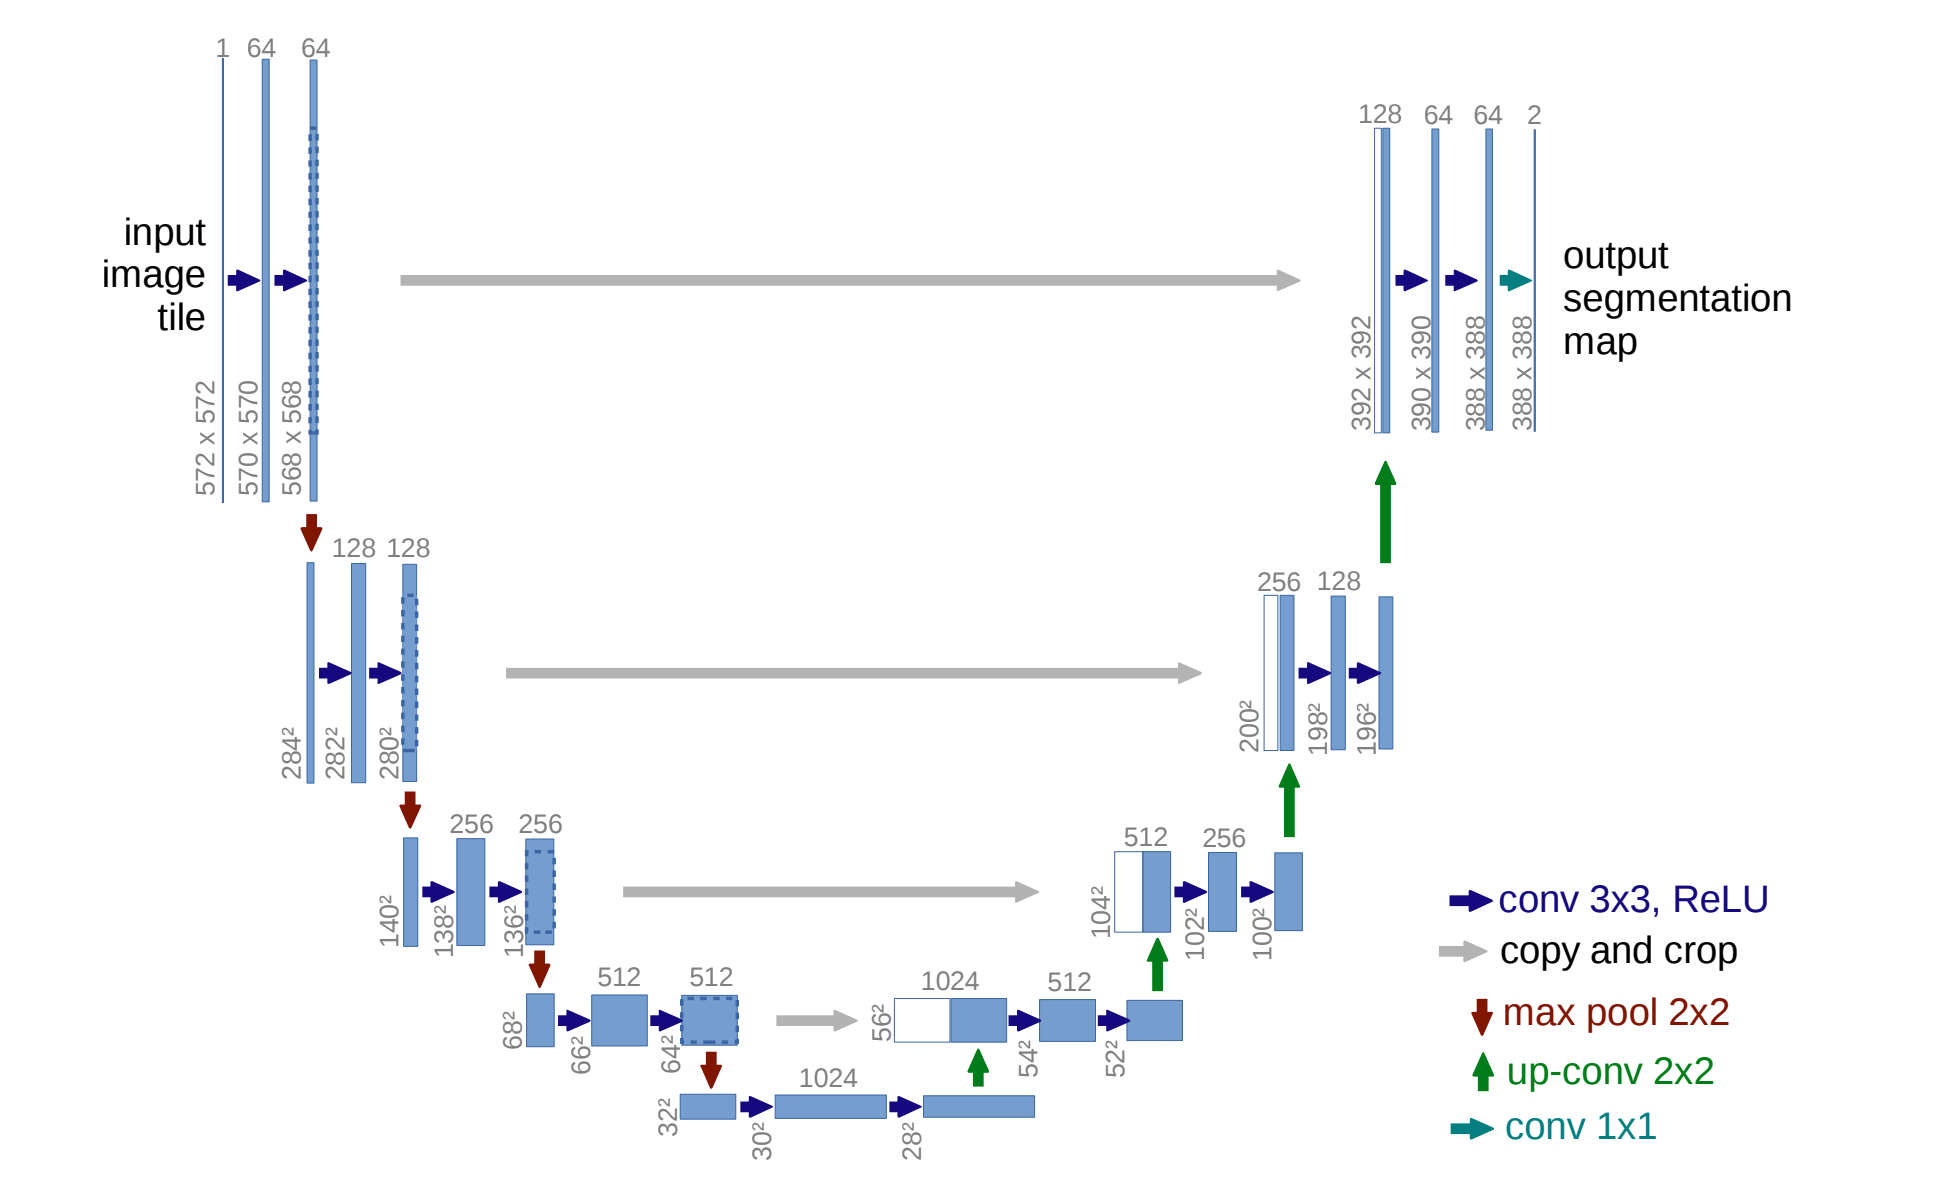 1 64 64
input
image
tile
572 x 572
570 x 570
568 x 568
128 64 64 2
output
segmentation
map
392 x 392
390 x 390
388 x 388
388 x 388
128 128
284²
282²
280²
256 128
200²
198²
196²
256 256
140²
138²
136²
512 256
104²
102²
100²
512 512
68²
66²
64²
1024 512
56²
54²
52²
1024
32²
30²
28²
conv 3x3, ReLU
copy and crop
max pool 2x2
up-conv 2x2
conv 1x1